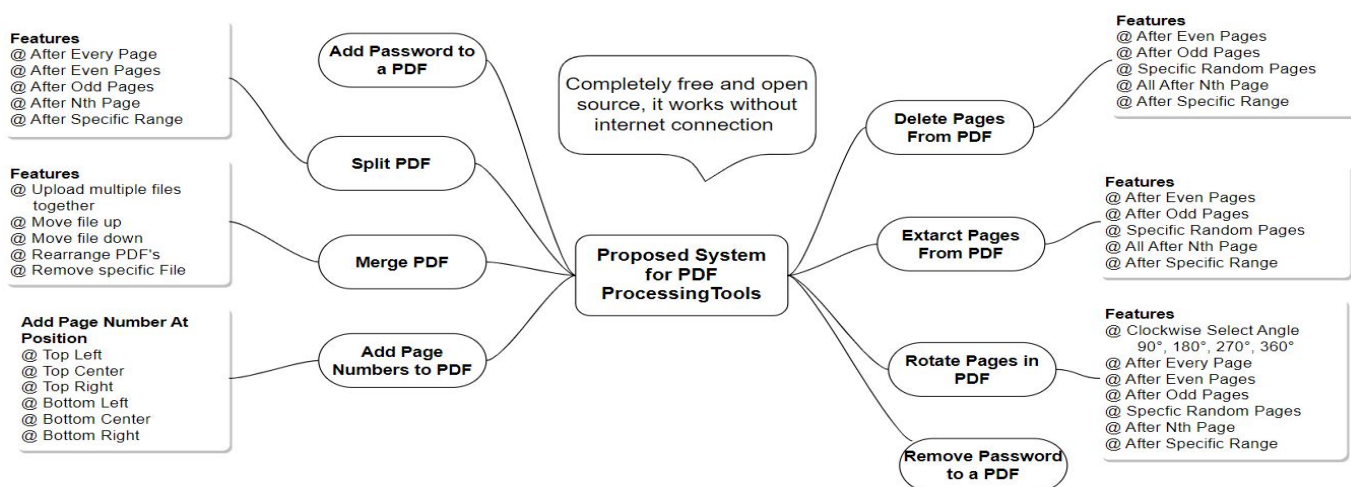 Features
@ After Every Page
@ After Even Pages
@ After Odd Pages
@ After Nth Page
@ After Specific Range
Features
@ Upload multiple files
together
@ Move file up
@ Move file down
@ Rearrange PDF's
@ Remove specific File
Add Page Number At
Position
@ Top Left
@ Top Center
@ Top Right
@ Bottom Left
@ Bottom Center
@ Bottom Right
Add Password to
a PDF
Split PDF
Merge PDF
Add Page
Numbers to PDF
Completely free and open
source, it works without
internet connection
Proposed System
for PDF
ProcessingTools
Delete Pages
From PDF
Extarct Pages
From PDF
Rotate Pages in
PDF
Remove Password
to a PDF
Features
@ After Even Pages
@ After Odd Pages
@ Specific Random Pages
@ All After Nth Page
@ After Specific Range
Features
@ After Even Pages
@ After Odd Pages
@ Specific Random Pages
@ All After Nth Page
@ After Specific Range
Features
@ Clockwise Select Angle
90°, 180°, 270°, 360°
@ After Every Page
@ After Even Pages
@ After Odd Pages
@ Specfic Random Pages
@ After Nth Page
@ After Specific Range